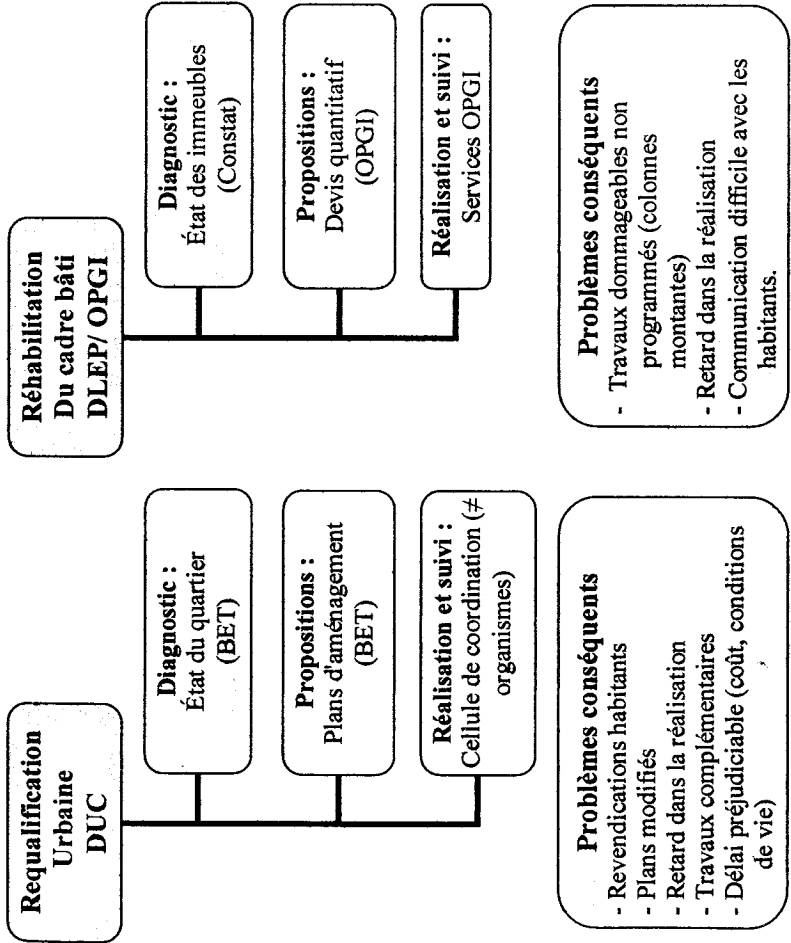 Requalification
Urbaine
DUC
Diagnostic :
État du quartier
(BET)
Propositions :
Plans d'aménagement
(BET)
Réalisation et suivi :
Cellule de coordination (≠
organismes)
Problèmes conséquents
- Revendications habitants
- Plans modifiés
- Retard dans la réalisation
- Travaux complémentaires
- Délai préjudiciable (coût, conditions
de vie)
Réhabilitation
Du cadre bâti
DLEP/ OPGI
Diagnostic :
État des immeubles
(Constat)
Propositions :
Devis quantitatif
(OPGI)
Réalisation et suivi :
Services OPGI
Problèmes conséquents
- Travaux dommageables non
programmés (colonnes
montantes)
- Retard dans la réalisation
- Communication difficile avec les
habitants.